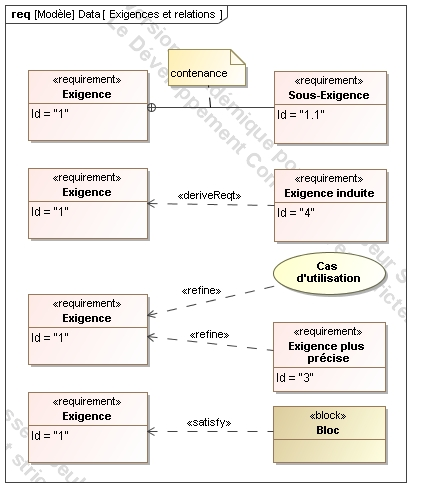 req [Modèle] Data [ Exigences et relations ]
contenance
«requirement»
Exigence
Id = "1"
«requirement»
Sous-Exigence
Id = "1.1"
«requirement»
Exigence
Id = "1"
«deriveReqt»
«requirement»
Exigence induite
Id = "4"
Cas
d'utilisation
«refine»
«requirement»
Exigence
Id = "1"
«refine»
«requirement»
Exigence plus
précise
Id = "3"
«requirement»
Exigence
Id = "1"
«satisfy»
«block»
Bloc